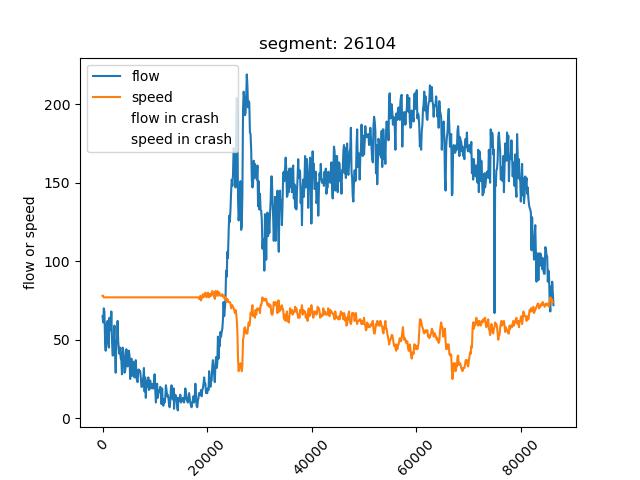 segment: 26104
flow
speed
flow in crash
speed in crash
flow or speed
200
150
100
50
0
0
20000
40000
60000
80000